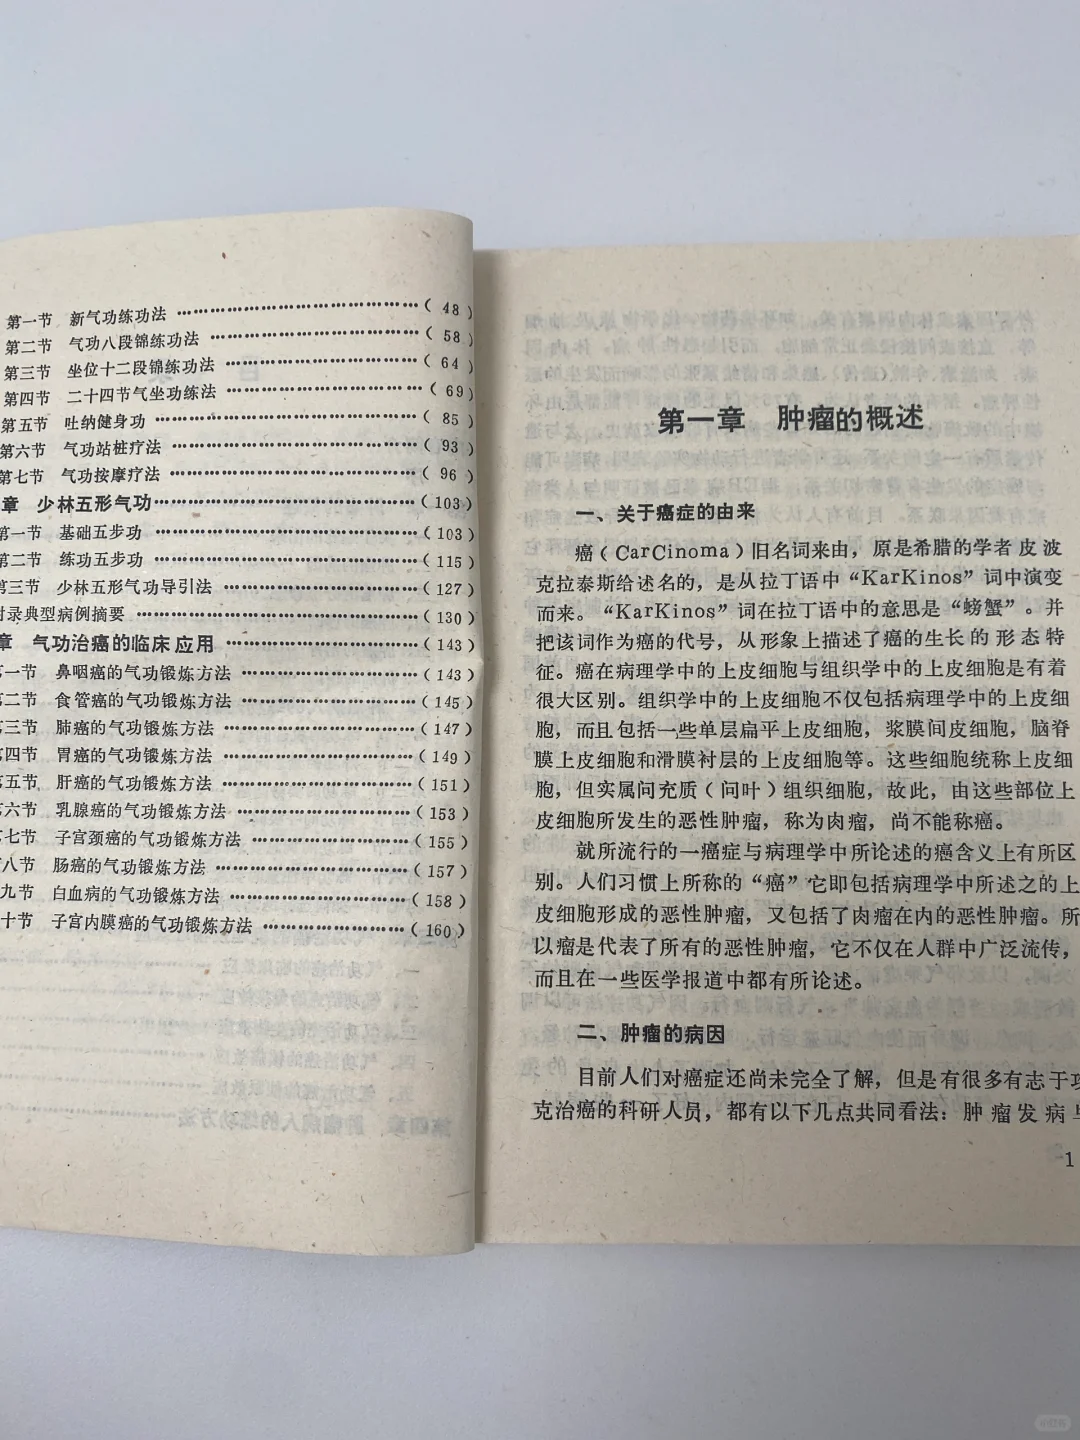 第一节 新气功练功法 ……………………………( 48 )
第二节 气功八段锦练功法 ……………………( 58 )
第三节 坐位十二段锦练功法 …………………( 64 )
第四节 二十四节气坐功练法 …………………( 69 )
第五节 吐纳健身功 ……………………………( 85 )
第六节 气功站桩疗法 …………………………( 93 )
第七节 气功按摩疗法 …………………………( 96 )
章 少林五形气功 ………………………………( 103 )
第一节 基础五步功 ……………………………( 103 )
第二节 练功五步功 ……………………………( 115 )
第三节 少林五形气功导引法 …………………( 127 )
附录典型病例摘要 ……………………………( 130 )
章 气功治癌的临床应用 ………………………( 143 )
第一节 鼻咽癌的气功锻炼方法 ………………( 143 )
第二节 食管癌的气功锻炼方法 ………………( 145 )
第三节 肺癌的气功锻炼方法 …………………( 147 )
第四节 胃癌的气功锻炼方法 …………………( 149 )
第五节 肝癌的气功锻炼方法 …………………( 151 )
第六节 乳腺癌的气功锻炼方法 ………………( 153 )
第七节 子宫颈癌的气功锻炼方法 ……………( 155 )
第八节 肠癌的气功锻炼方法 …………………( 157 )
九节 白血病的气功锻炼方法 …………………( 158 )
十节 子宫内膜癌的气功锻炼方法 ……………( 160 )
第一章 肿瘤的概述
一、关于癌症的由来
癌(CarCinoma)旧名词来由，原是希腊的学者皮波
克拉泰斯给述名的，是从拉丁语中“KarKinos”词中演变
而来。“KarKinos”词在拉丁语中的意思是“螃蟹”。并
把该词作为癌的代号，从形象上描述了癌的生长的形态特
征。癌在病理学中的上皮细胞与组织学中的上皮细胞是有着
很大区别。组织学中的上皮细胞不仅包括病理学中的上皮细
胞，而且包括一些单层扁平上皮细胞，浆膜间皮细胞，脑脊
膜上皮细胞和滑膜衬层的上皮细胞等。这些细胞统称上皮细
胞，但实属问充质(问叶)组织细胞，故此，由这些部位上
皮细胞所发生的恶性肿瘤，称为肉瘤，尚不能称癌。
就所流行的一癌症与病理学中所论述的癌含义上有所区
别。人们习惯上所称的“癌”它即包括病理学中所述之的上
皮细胞形成的恶性肿瘤，又包括了肉瘤在内的恶性肿瘤。所
以瘤是代表了所有的恶性肿瘤，它不仅在人群中广泛流传，
而且在一些医学报道中都有所论述。
二、肿瘤的病因
目前人们对癌症还尚未完全了解，但是有很多有志于攻
克治癌的科研人员，都有以下几点共同看法：肿瘤发病与
1
小红书